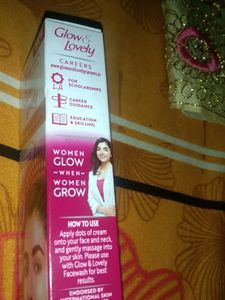 Glow &
Lovely
CAREERS
www.glowandlovelycareers.in
FOR
SCHOLARSHIPS
CAREER
GUIDANCE
EDUCATION
& SKILLING
WOMEN
GLOW
—WHEN—
WOMEN
GROW
HOW TO USE
Apply dots of cream
onto your face and neck,
and gently massage into
your skin. Please use
with Glow & Lovely
Facewash for best
results.
ENDORSED BY
INTERNATIONAL SKIN